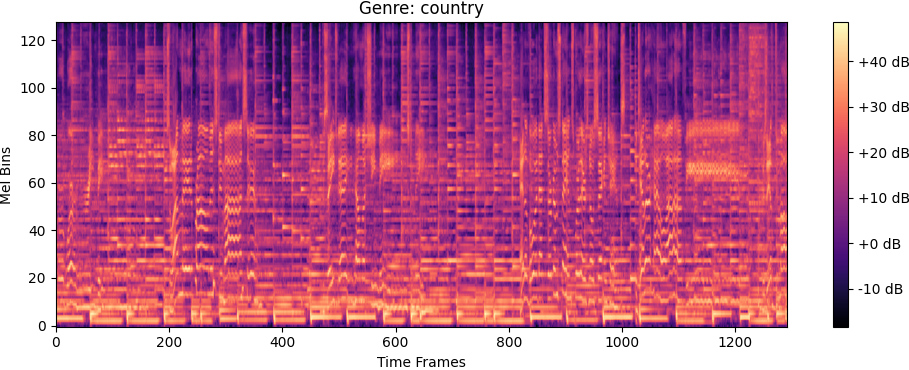 Genre: country
120
100
80
60
40
20
0
Mel Bins
0 200 400 600 800 1000 1200
Time Frames
+40 dB
+30 dB
+20 dB
+10 dB
+0 dB
-10 dB